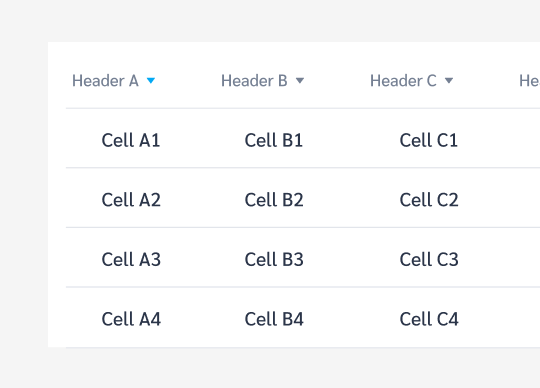 Header A Header B Header C He
Cell A1 Cell B1 Cell C1
Cell A2 Cell B2 Cell C2
Cell A3 Cell B3 Cell C3
Cell A4 Cell B4 Cell C4